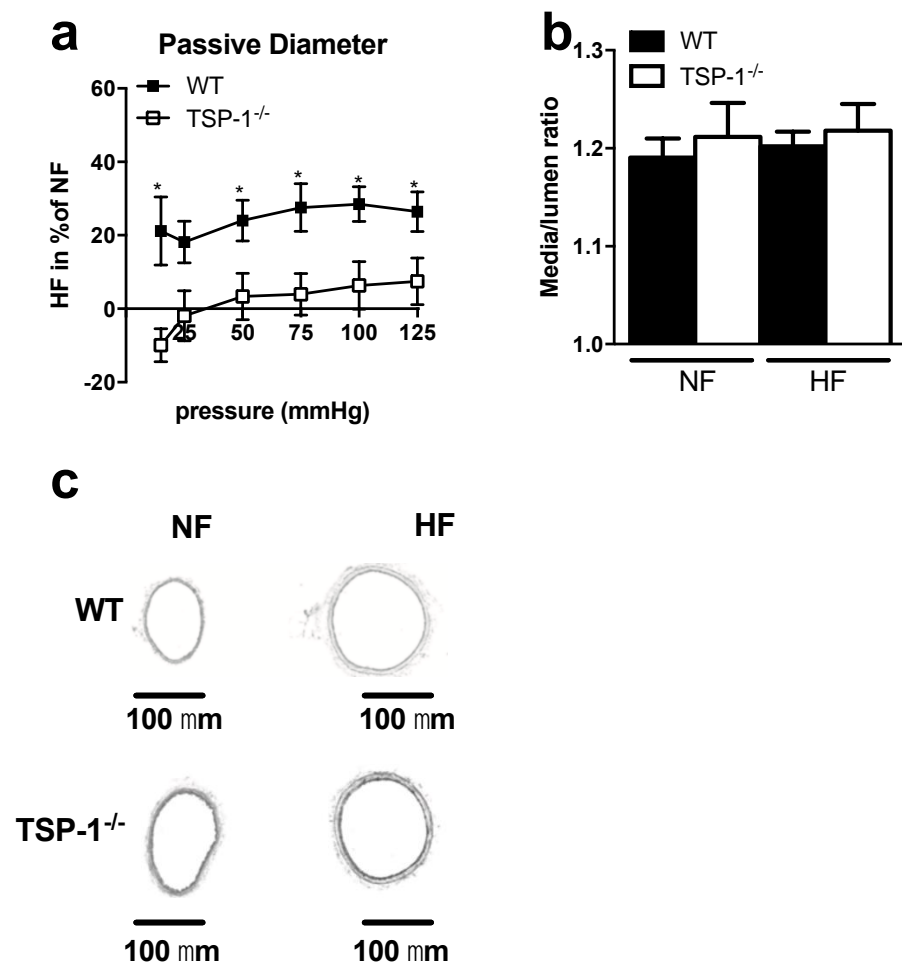 a
Passive Diameter
WT
TSP-1-/-
60
40
20
0
-20
HF in %of NF
* * * * *
25 50 75 100 125
pressure (mmHg)
b
WT
TSP-1-/-
1.3
1.2
1.1
1.0
Media/lumen ratio
NF HF
c
NF HF
WT
100 mm 100 mm
TSP-1-/-
100 mm 100 mm